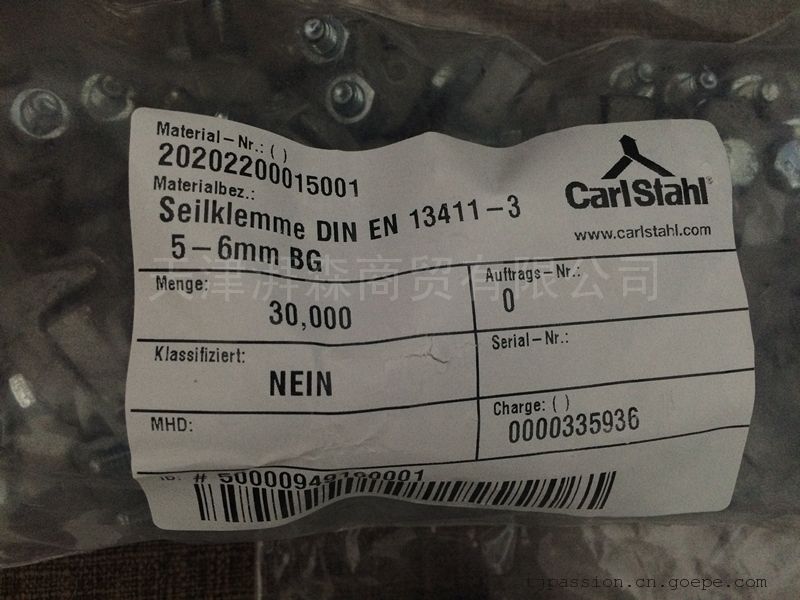 Material-Nr.: ( )
20202200015001
Materialbez.:
Seilklemme DIN EN 13411-3
5-6mm BG
CarlStahl®
www.carlstahl.com
天津湃森商贸有限公司
Menge:
30,000
Auftrags-Nr.:
0
Klassifiziert:
NEIN
Serial-Nr.:
MHD:
Charge: ( )
0000335936
ID: #
tjpassion.cn.goepe.com